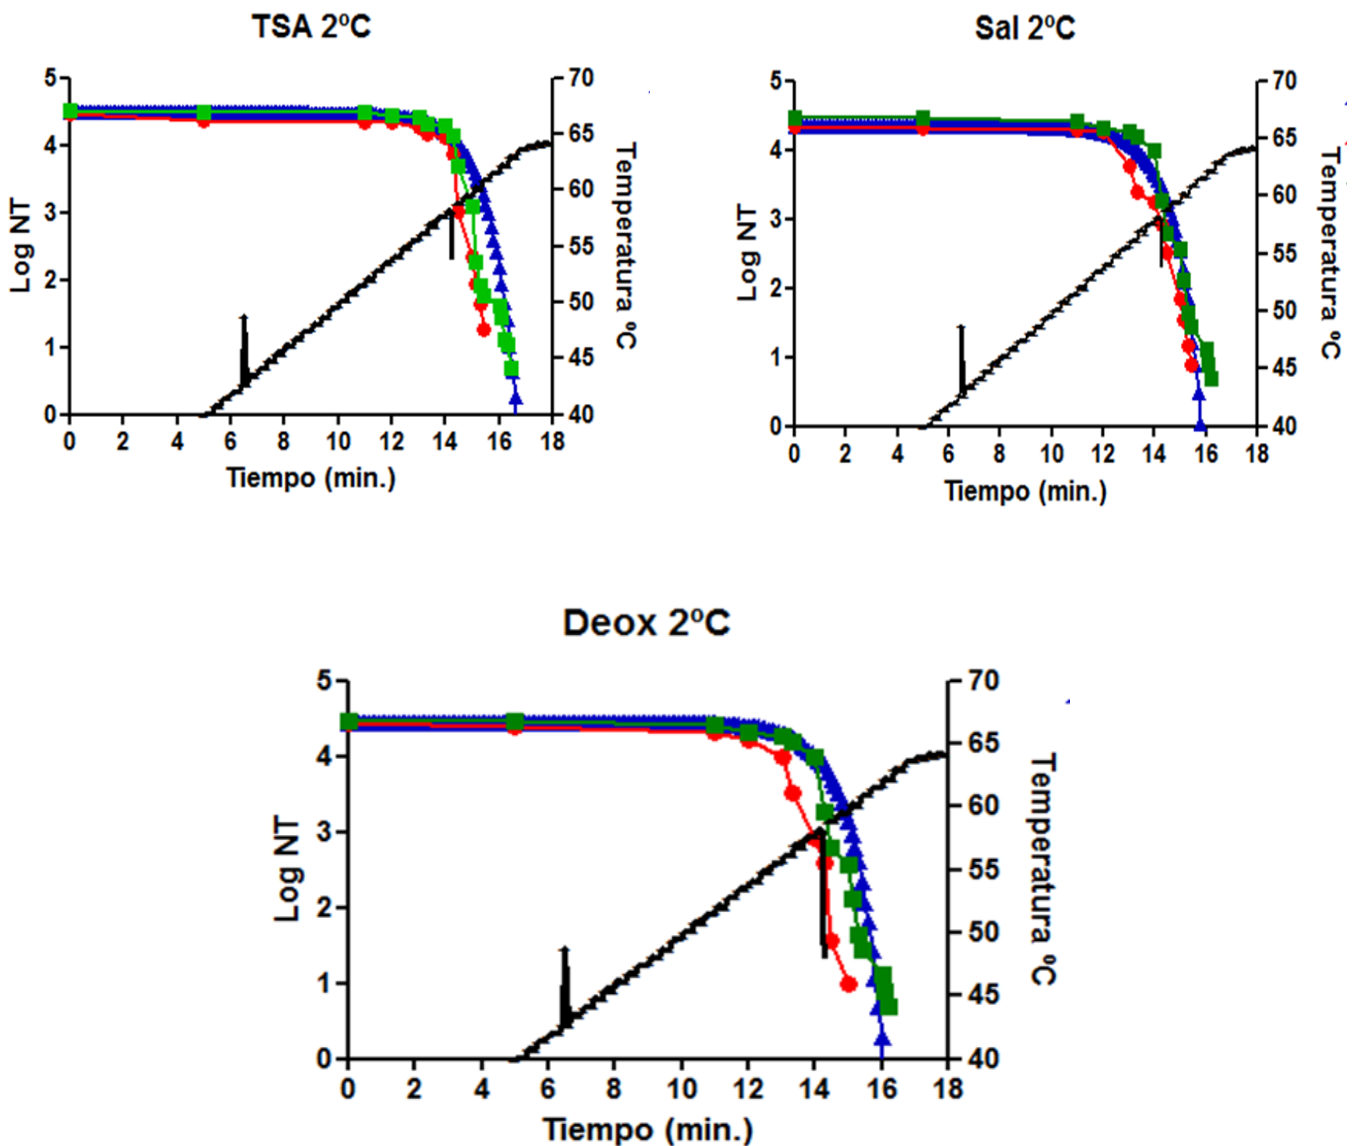 TSA 2ºC
5
4
3
2
1
0
Log NT
70
65
60
55
50
45
40
Temperatura ºC
0 2 4 6 8 10 12 14 16 18
Tiempo (min.)
Sal 2ºC
5
4
3
2
1
0
Log NT
70
65
60
55
50
45
40
Temperatura ºC
0 2 4 6 8 10 12 14 16 18
Tiempo (min.)
Deox 2ºC
5
4
3
2
1
0
Log NT
70
65
60
55
50
45
40
Temperatura ºC
0 2 4 6 8 10 12 14 16 18
Tiempo (min.)